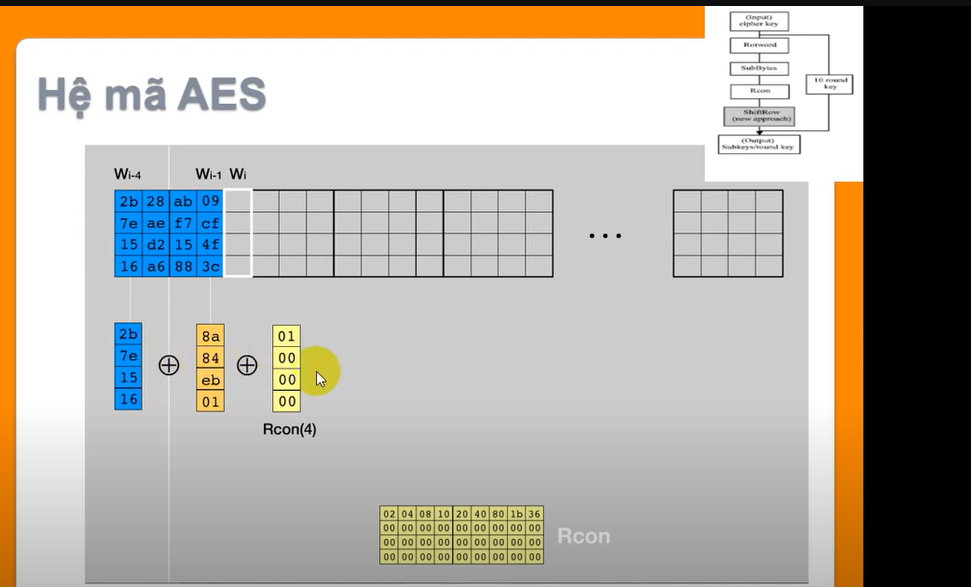 (Input)
cipher key
Rotword
SubBytes
Rcon
10 round
key
ShiftRow
(new approach)
(Output)
Subkeys/round key
Hệ mã AES
Wi-4 Wi-1 Wi
2b 28 ab 09
7e ae f7 cf
15 d2 15 4f
16 a6 88 3c
...
2b ⊕ 8a ⊕ 01
7e 84 00
15 eb 00
16 01 00
Rcon(4)
02 04 08 10 20 40 80 1b 36
00 00 00 00 00 00 00 00 00
00 00 00 00 00 00 00 00 00
00 00 00 00 00 00 00 00 00
Rcon